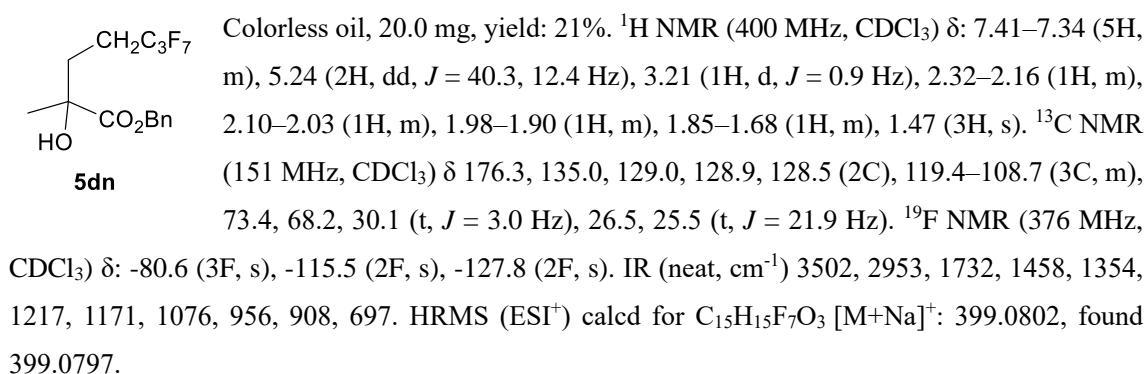 CH₂C₃F₇
CO₂Bn
HO
5dn
Colorless oil, 20.0 mg, yield: 21%. ¹H NMR (400 MHz, CDCl₃) δ: 7.41–7.34 (5H,
m), 5.24 (2H, dd, J = 40.3, 12.4 Hz), 3.21 (1H, d, J = 0.9 Hz), 2.32–2.16 (1H, m),
2.10–2.03 (1H, m), 1.98–1.90 (1H, m), 1.85–1.68 (1H, m), 1.47 (3H, s). ¹³C NMR
(151 MHz, CDCl₃) δ 176.3, 135.0, 129.0, 128.9, 128.5 (2C), 119.4–108.7 (3C, m),
73.4, 68.2, 30.1 (t, J = 3.0 Hz), 26.5, 25.5 (t, J = 21.9 Hz). ¹⁹F NMR (376 MHz,
CDCl₃) δ: -80.6 (3F, s), -115.5 (2F, s), -127.8 (2F, s). IR (neat, cm⁻¹) 3502, 2953, 1732, 1458, 1354,
1217, 1171, 1076, 956, 908, 697. HRMS (ESI⁺) calcd for C₁₅H₁₅F₇O₃ [M+Na]⁺: 399.0802, found
399.0797.